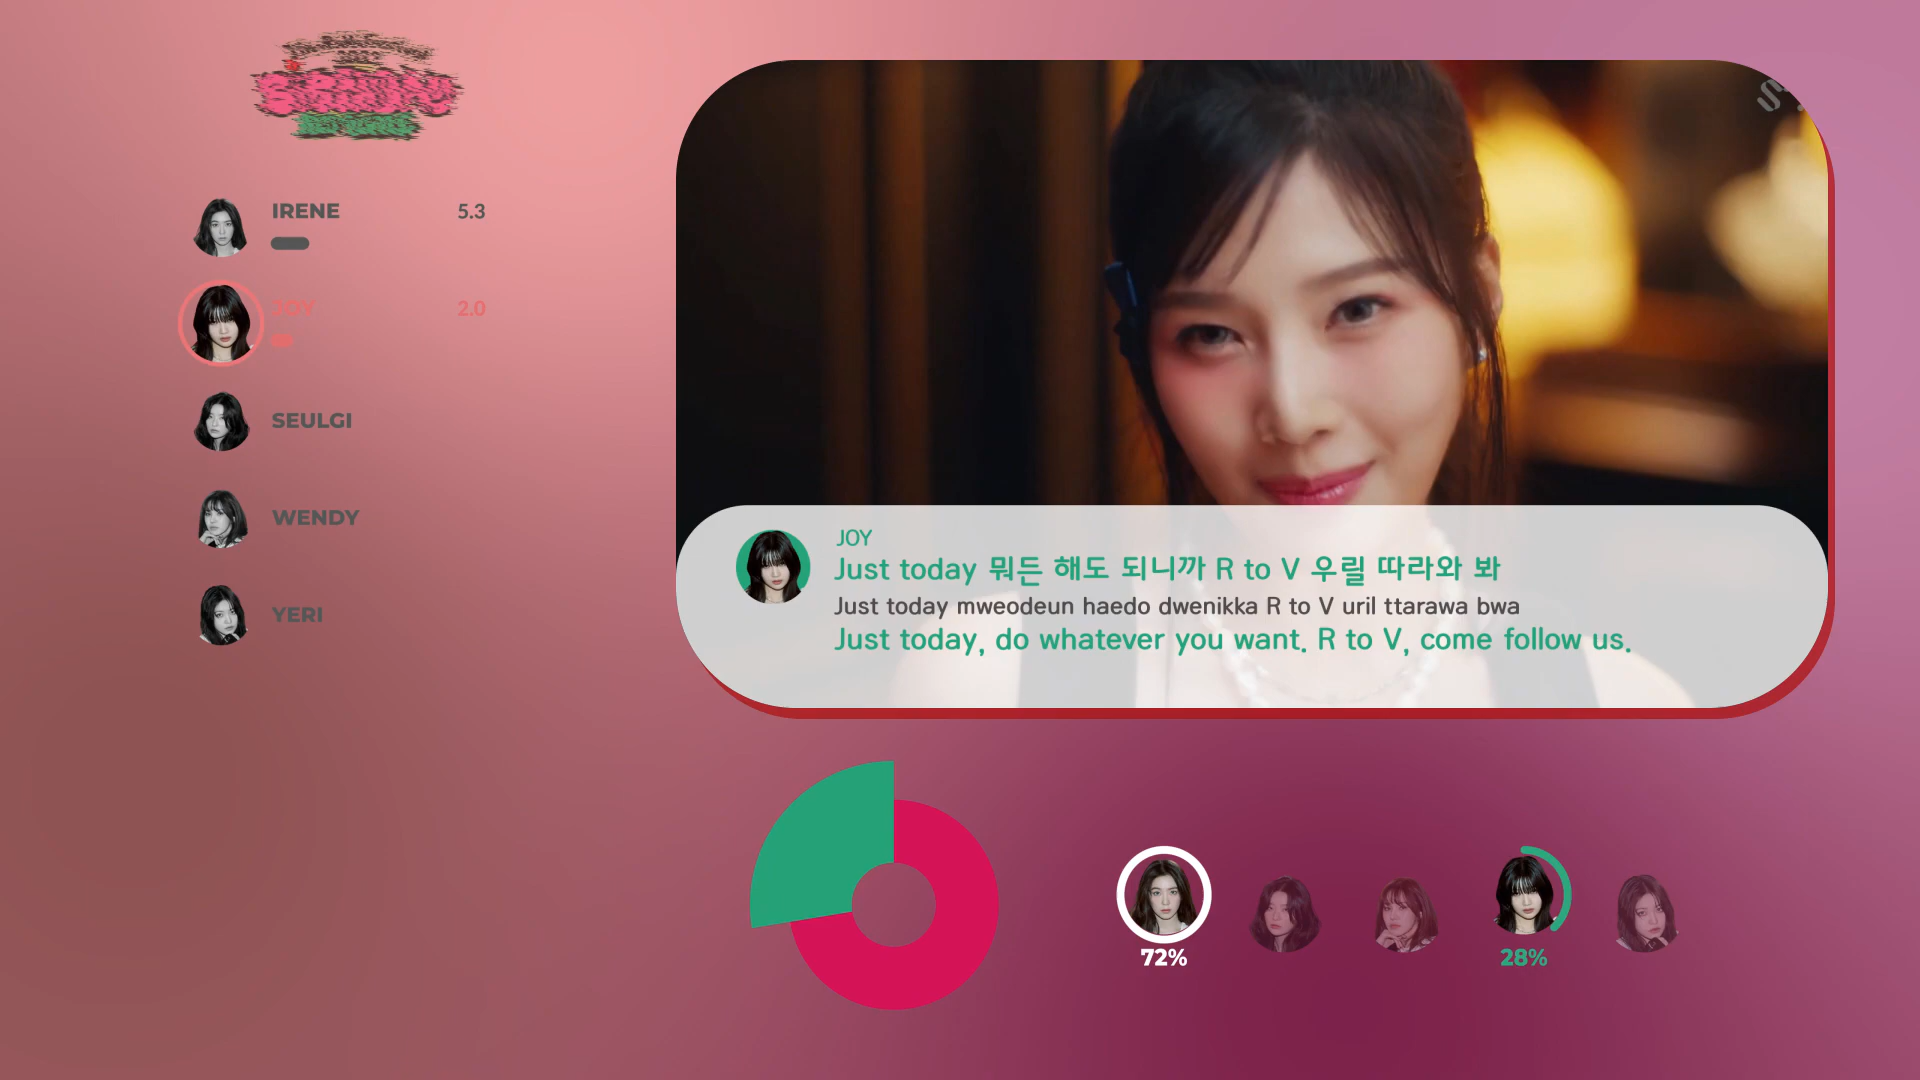 IRENE 5.3
JOY 2.0
SEULGI
WENDY
YERI
JOY
Just today 뭐든 해도 되니까 R to V 우릴 따라와 봐
Just today mweodeun haedo dwenikka R to V uril ttarawa bwa
Just today, do whatever you want. R to V, come follow us.
72%
28%